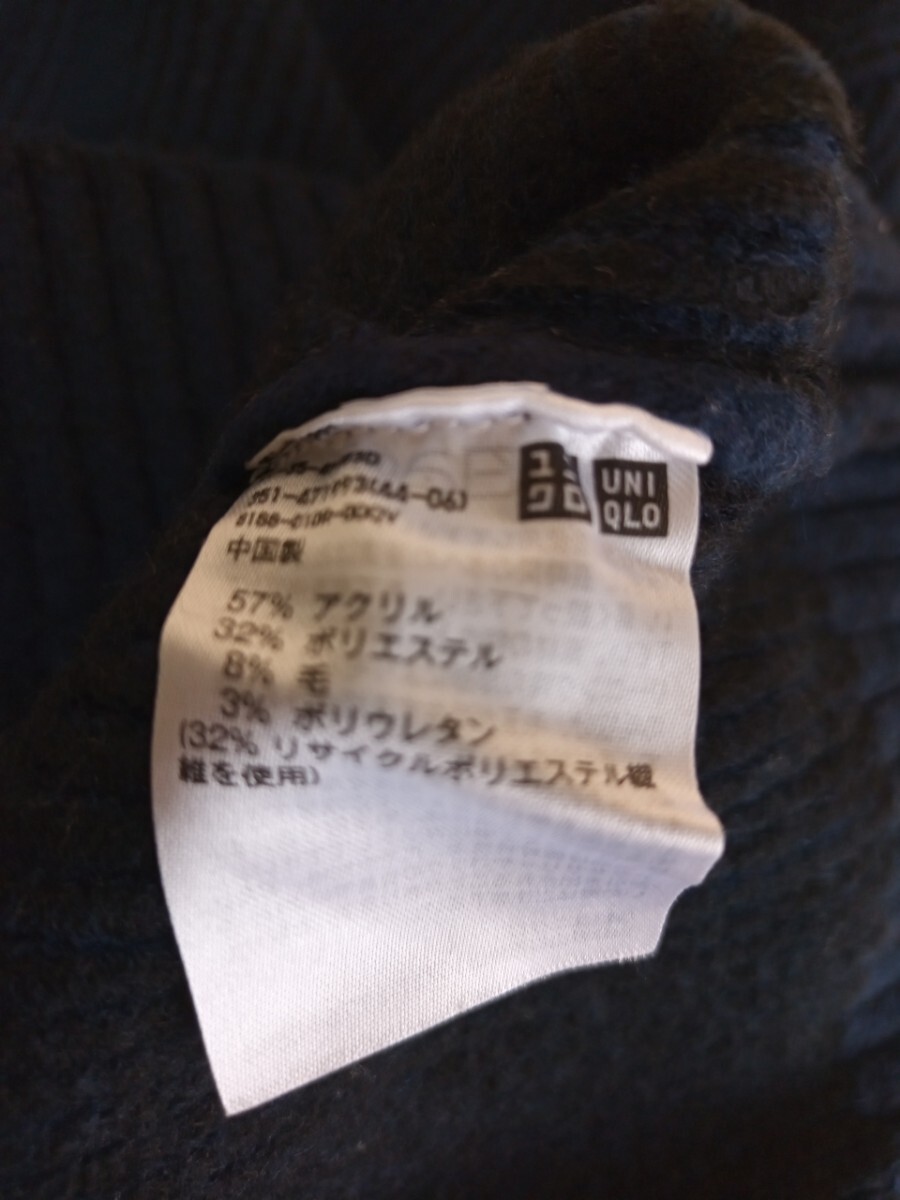 ユニ
クロ
UNI
QLO
中国製
57% アクリル
32% ポリエステル
8% 毛
3% ポリウレタン
(32% リサイクルポリエステル繊
維を使用)